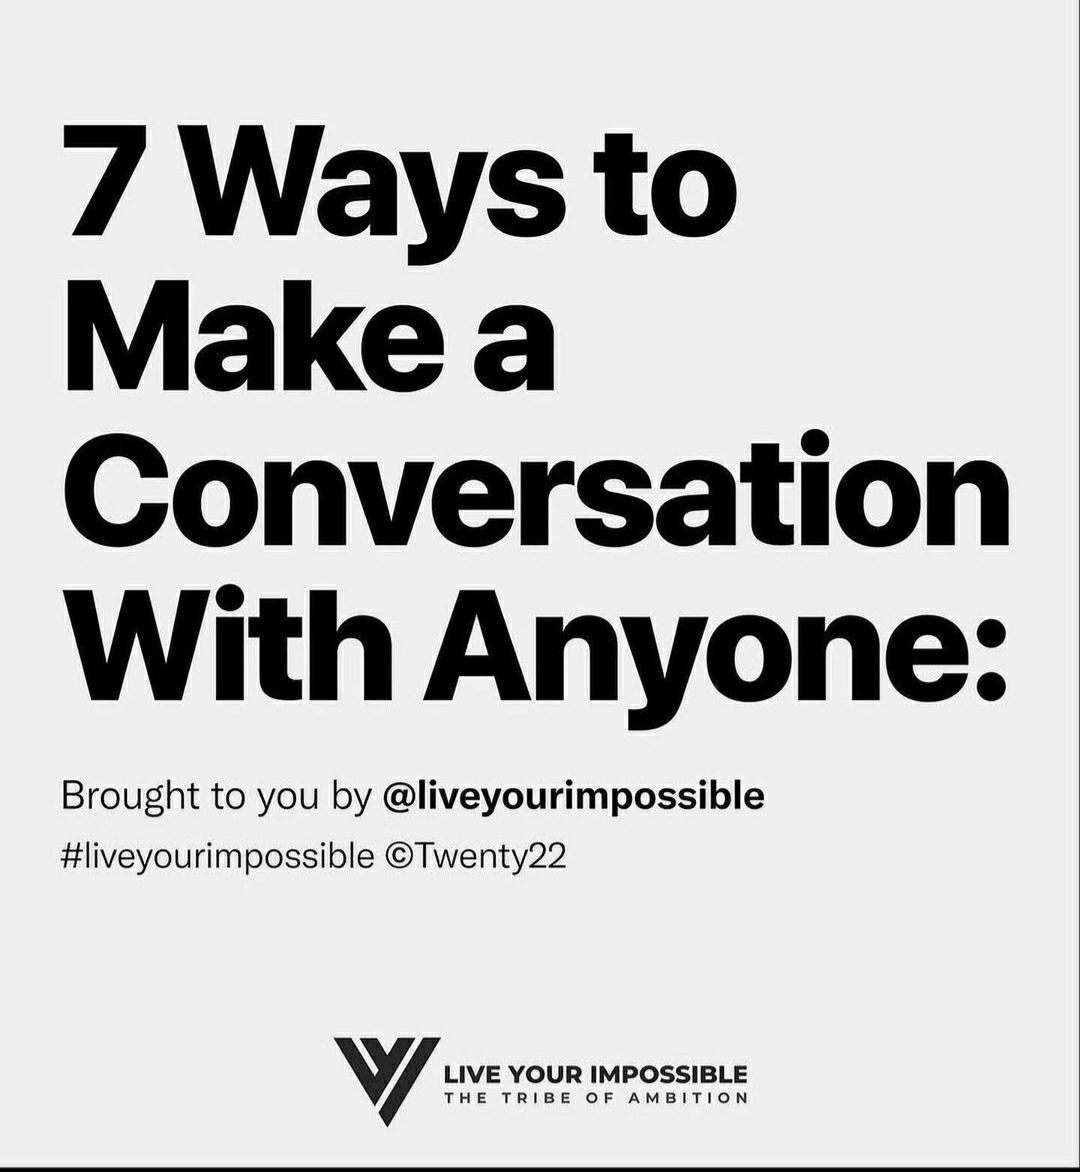 7 Ways to
Make a
Conversation
With Anyone:
Brought to you by @liveyourimpossible
#liveyourimpossible ©Twenty22
LIVE YOUR IMPOSSIBLE
THE TRIBE OF AMBITION